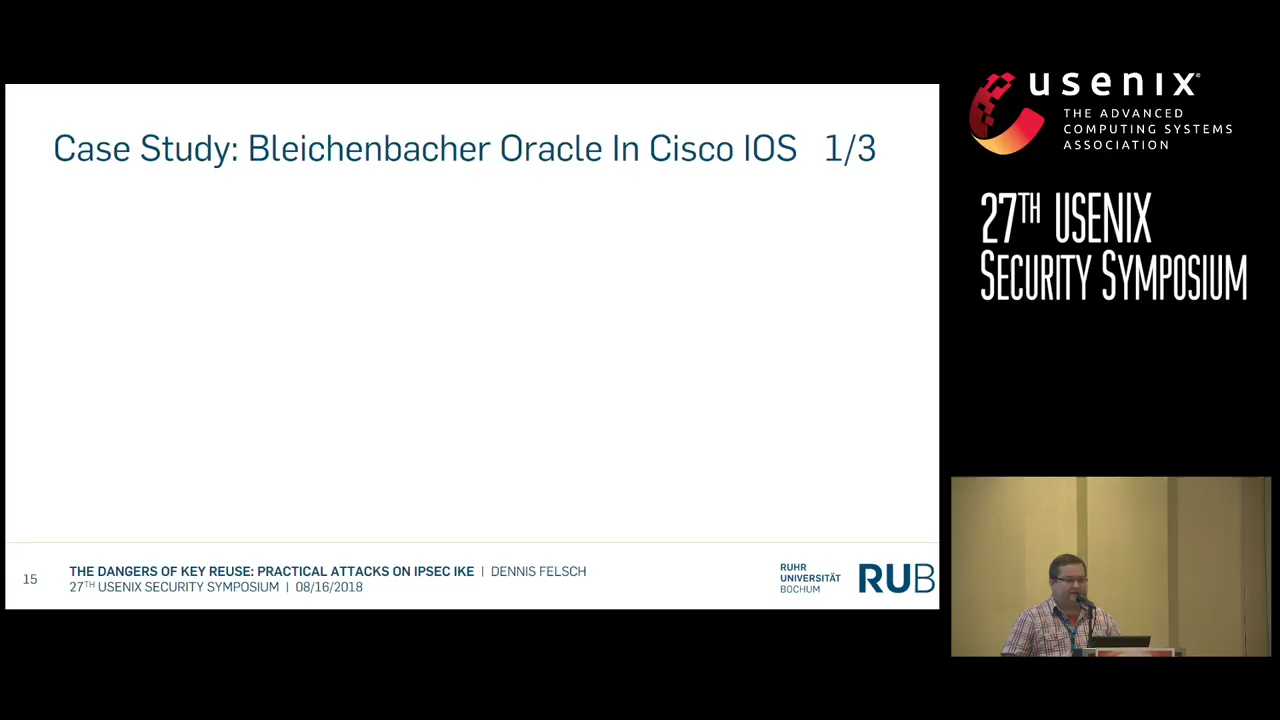 Case Study: Bleichenbacher Oracle In Cisco IOS 1/3
15
THE DANGERS OF KEY REUSE: PRACTICAL ATTACKS ON IPSEC IKE | DENNIS FELSCH
27TH USENIX SECURITY SYMPOSIUM | 08/16/2018
RUHR
UNIVERSITÄT
BOCHUM
RUB
usenix®
THE ADVANCED
COMPUTING SYSTEMS
ASSOCIATION
27TH USENIX
SECURITY SYMPOSIUM